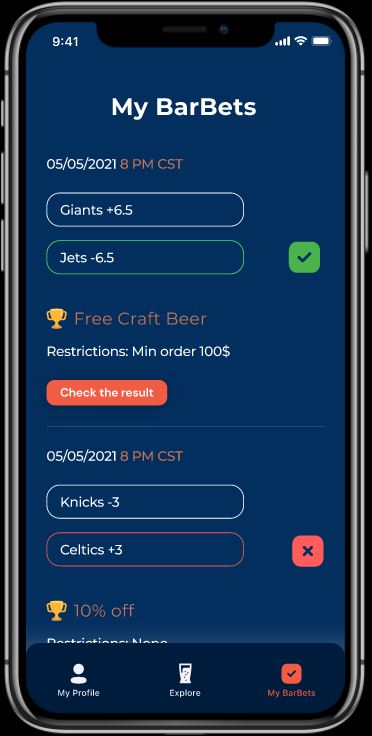 9:41
My BarBets
05/05/2021 8 PM CST
Giants +6.5
Jets -6.5
Free Craft Beer
Restrictions: Min order 100$
Check the result
05/05/2021 8 PM CST
Knicks -3
Celtics +3
10% off
Restrictions: None
My Profile
Explore
My BarBets